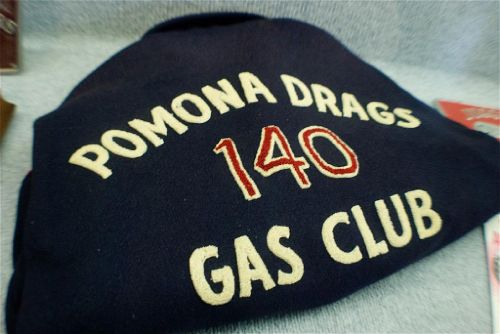 POMONA DRAGS
140
GAS CLUB